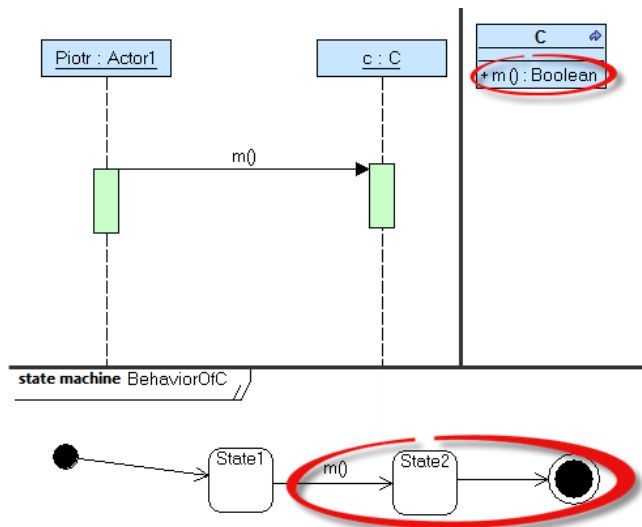 Piotr : Actor1
c : C
C
+ m () : Boolean
m()
state machine BehaviorOfC
State1
m()
State2